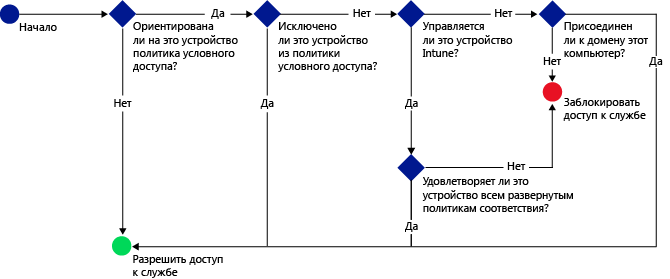 Начало
Ориентирована
ли на это устройство
политика условного
доступа?
Да
Исключено
ли это устройство
из политики
условного доступа?
Нет
Управляется
ли это устройство
Intune?
Нет
Присоединен
ли к домену этот
компьютер?
Да
Нет
Заблокировать
доступ к службе
Нет
Да
Да
Нет
Удовлетворяет ли это
устройство всем развернутым
политикам соответствия?
Да
Разрешить доступ
к службе